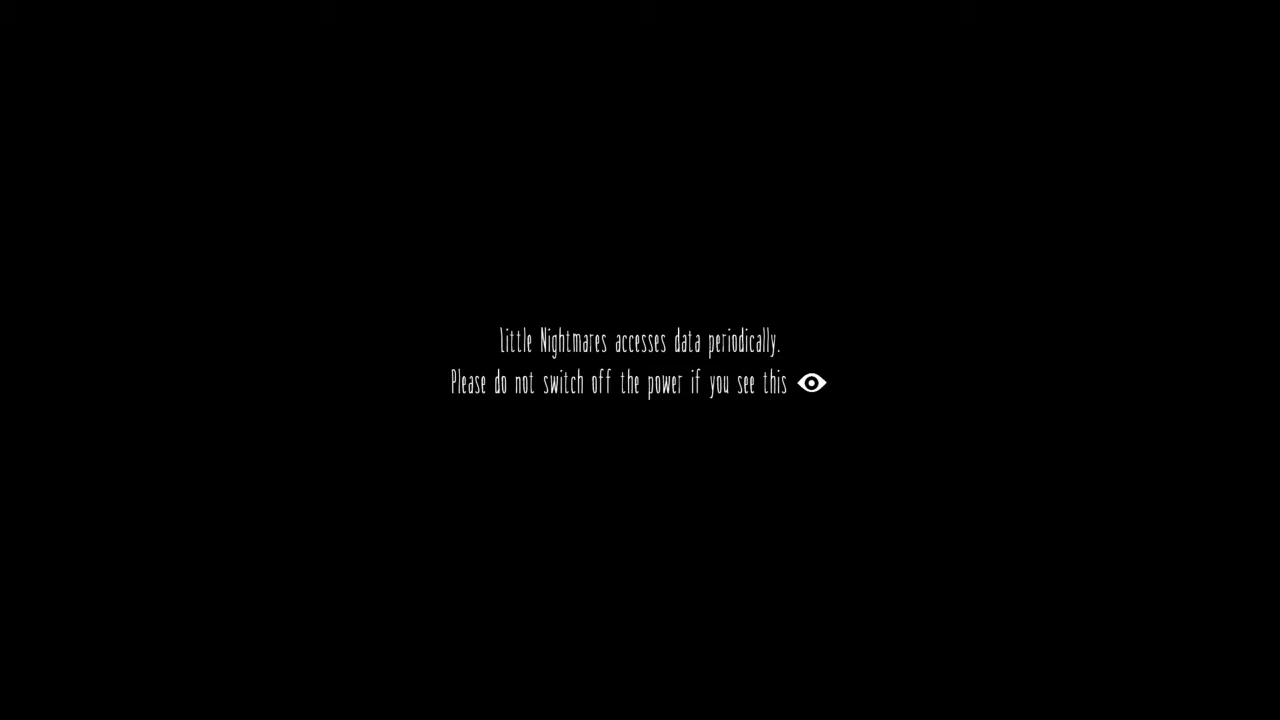 Little Nightmares accesses data periodically.
Please do not switch off the power if you see this